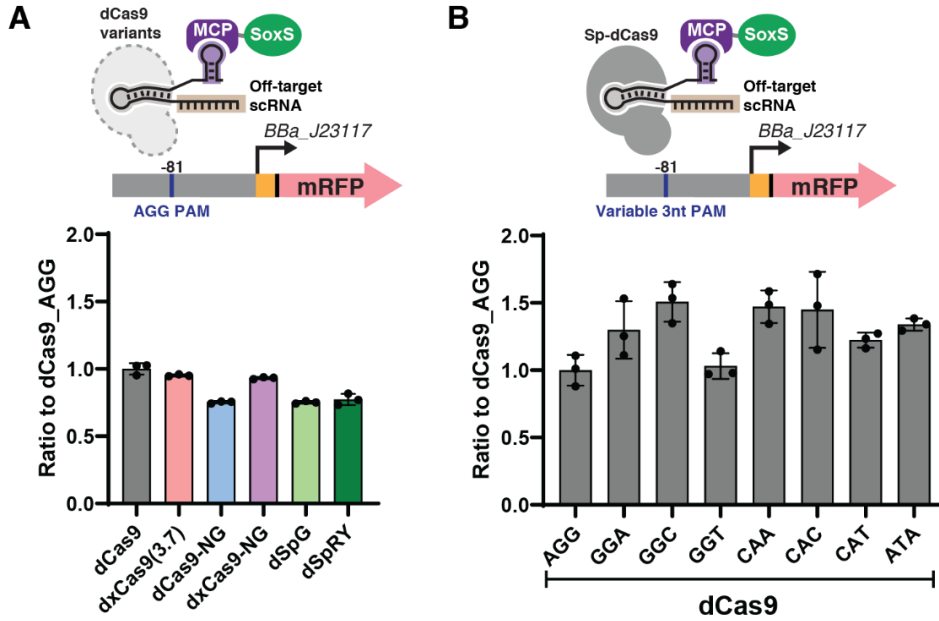 A
dCas9
variants
MCP
SoxS
Off-target
scRNA
BBa_J23117
-81
mRFP
AGG PAM
Ratio to dCas9_AGG
2.0
1.5
1.0
0.5
0.0
dCas9
dxCas9(3.7)
dCas9-NG
dxCas9-NG
dSpG
dSpRY
B
Sp-dCas9
MCP
SoxS
Off-target
scRNA
BBa_J23117
-81
mRFP
Variable 3nt PAM
Ratio to dCas9_AGG
2.0
1.5
1.0
0.5
0.0
AGG
GGA
GGC
GGT
CAA
CAC
CAT
ATA
dCas9